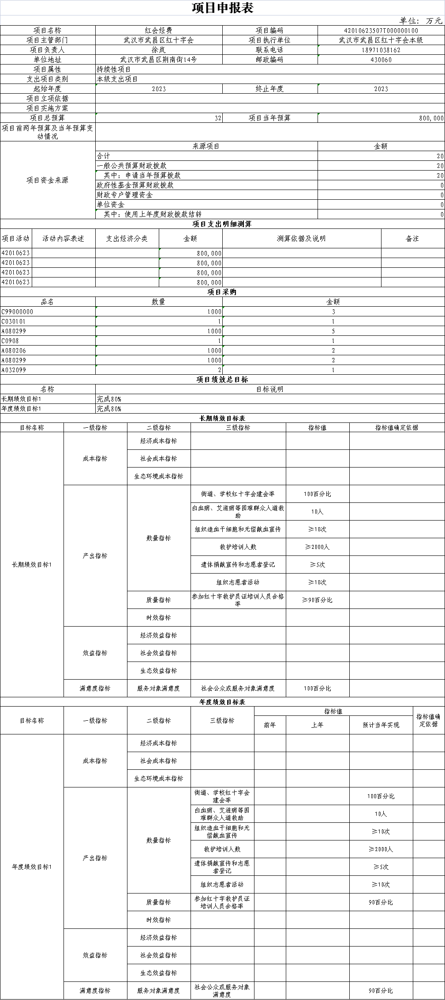 项目申报表
单位：万元
项目名称 红会经费 项目编码 42010623507T000000100
项目主管部门 武汉市武昌区红十字会 项目执行单位 武汉市武昌区红十字会本级
项目负责人 徐岚 联系电话 18971038162
单位地址 武汉市武昌区荆南街14号 邮政编码 430060
项目属性 持续性项目
支出项目类别 本级支出项目
起始年度 2023 终止年度 2023
项目立项依据
项目实施方案
项目总预算 32 项目当年预算 800,000
项目前两年预算及当年预算变
动情况
项目资金来源
来源项目 金额
合计 20
一般公共预算财政拨款 20
其中：申请当年预算拨款 20
政府性基金预算财政拨款 0
财政专户管理资金 0
单位资金 0
其中：使用上年度财政拨款结转 0
项目支出明细测算
项目活动 活动内容表述 支出经济分类 金额 测算依据及说明 备注
42010623 800,000
42010623 800,000
42010623 800,000
42010623 800,000
项目采购
品名 数量 金额
C99000000 1000 3
C030101 1 1
A080299 1000 5
C0908 1 1
A080206 1000 2
A080299 1000 2
A032099 2 1
项目绩效总目标
名称 目标说明
长期绩效目标1 完成80%
年度绩效目标1 完成80%
长期绩效目标表
目标名称 一级指标 二级指标 三级指标 指标值 指标值确定依据
长期绩效目标1
成本指标
经济成本指标
社会成本指标
生态环境成本指标
产出指标
数量指标
街道、学校红十字会建会率 100百分比
白血病、艾滋病等困难群众人道救
助 10人
组织造血干细胞和无偿献血宣传 ≥10次
救护培训人数 ≥2000人
遗体捐献宣传和志愿者登记 ≥5次
组织志愿者活动 ≥10次
质量指标
参加红十字救护员证培训人员合格
率 ≥90百分比
时效指标
效益指标
经济效益指标
社会效益指标
生态效益指标
满意度指标 服务对象满意度 社会公众或服务对象满意度 100百分比
年度绩效目标表
目标名称 一级指标 二级指标 三级指标 指标值 指标值确
定依据
前年 上年 预计当年实现
年度绩效目标1
成本指标
经济成本指标
社会成本指标
生态环境成本指标
产出指标
数量指标
街道、学校红十字会
建会率 100百分比
白血病、艾滋病等困
难群众人道救助 10人
组织造血干细胞和无
偿献血宣传 ≥10次
救护培训人数 ≥2000人
遗体捐献宣传和志愿
者登记 ≥5次
组织志愿者活动 ≥10次
质量指标
参加红十字救护员证
培训人员合格率 90百分比
时效指标
效益指标
经济效益指标
社会效益指标
生态效益指标
满意度指标 服务对象满意度 社会公众或服务对象
满意度 90百分比